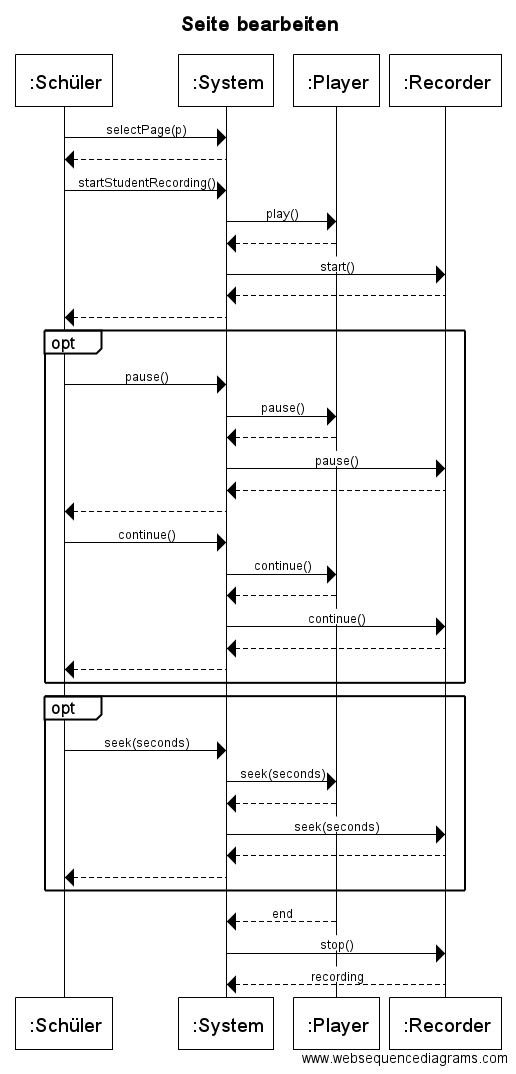 Seite bearbeiten
:Schüler :System :Player :Recorder
selectPage(p)
startStudentRecording()
play()
start()
opt
pause()
pause()
pause()
continue()
continue()
continue()
opt
seek(seconds)
seek(seconds)
seek(seconds)
end
stop()
recording
:Schüler :System :Player :Recorder
www.websequencediagrams.com